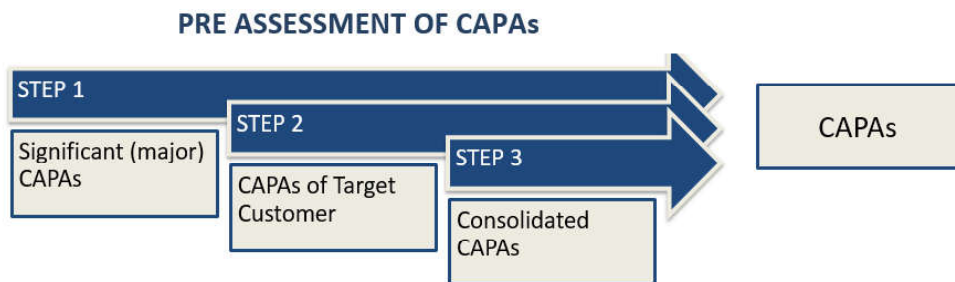 PRE ASSESSMENT OF CAPAs
STEP 1
Significant (major)
CAPAs
STEP 2
CAPAs of Target
Customer
STEP 3
Consolidated
CAPAs
CAPAs